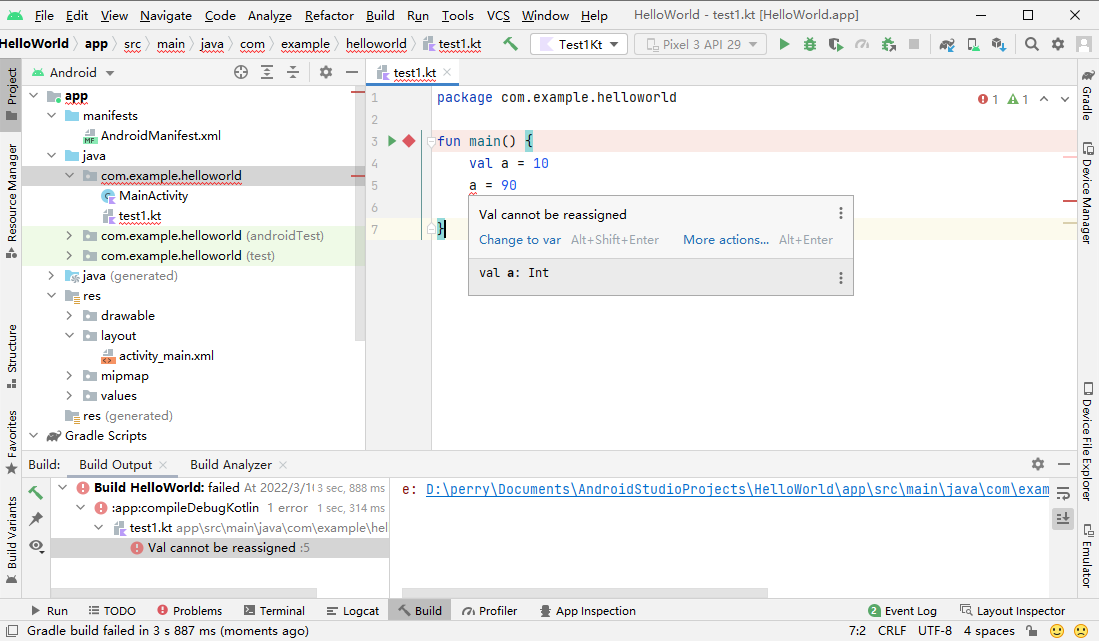 File Edit View Navigate Code Analyze Refactor Build Run Tools VCS Window Help HelloWorld - test1.kt [HelloWorld.app]
HelloWorld app src main java com example helloworld test1.kt Test1Kt Pixel 3 API 29
Android
test1.kt
Project
Resource Manager
Structure
Favorites
Build Variants
app
manifests
AndroidManifest.xml
java
com.example.helloworld
MainActivity
test1.kt
com.example.helloworld (androidTest)
com.example.helloworld (test)
java (generated)
res
drawable
layout
activity_main.xml
mipmap
values
res (generated)
Gradle Scripts
1 package com.example.helloworld
2
3 fun main() {
4 val a = 10
5 a = 90
6
7 }
1 1
Val cannot be reassigned
Change to var Alt+Shift+Enter More actions... Alt+Enter
val a: Int
Gradle
Device Manager
Device File Explorer
Emulator
Build: Build Output Build Analyzer
Build HelloWorld: failed At 2022/3/1 3 sec, 888 ms
:app:compileDebugKotlin 1 error 1 sec, 314 ms
test1.kt app\src\main\java\com\example\hel
Val cannot be reassigned :5
e: D:\perry\Documents\AndroidStudioProjects\HelloWorld\app\src\main\java\com\exam
Run TODO Problems Terminal Logcat Build Profiler App Inspection 2 Event Log Layout Inspector
Gradle build failed in 3 s 887 ms (moments ago) 7:2 CRLF UTF-8 4 spaces